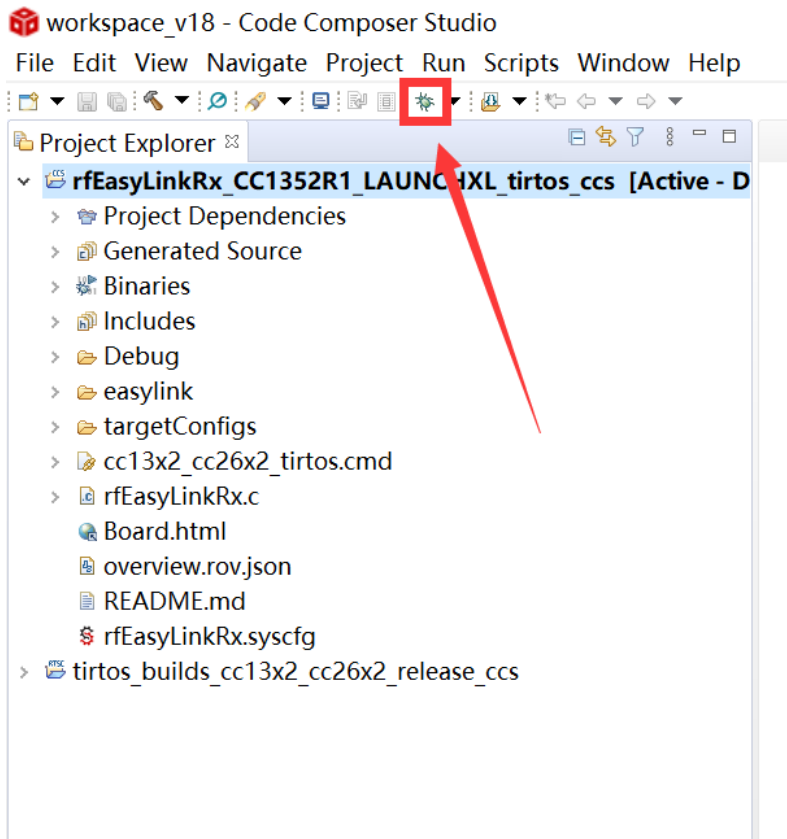 workspace_v18 - Code Composer Studio
File Edit View Navigate Project Run Scripts Window Help
Project Explorer
rfEasyLinkRx_CC1352R1_LAUNCHXL_tirtos_ccs [Active - D
Project Dependencies
Generated Source
Binaries
Includes
Debug
easylink
targetConfigs
cc13x2_cc26x2_tirtos.cmd
rfEasyLinkRx.c
Board.html
overview.rov.json
README.md
rfEasyLinkRx.syscfg
tirtos_builds_cc13x2_cc26x2_release_ccs